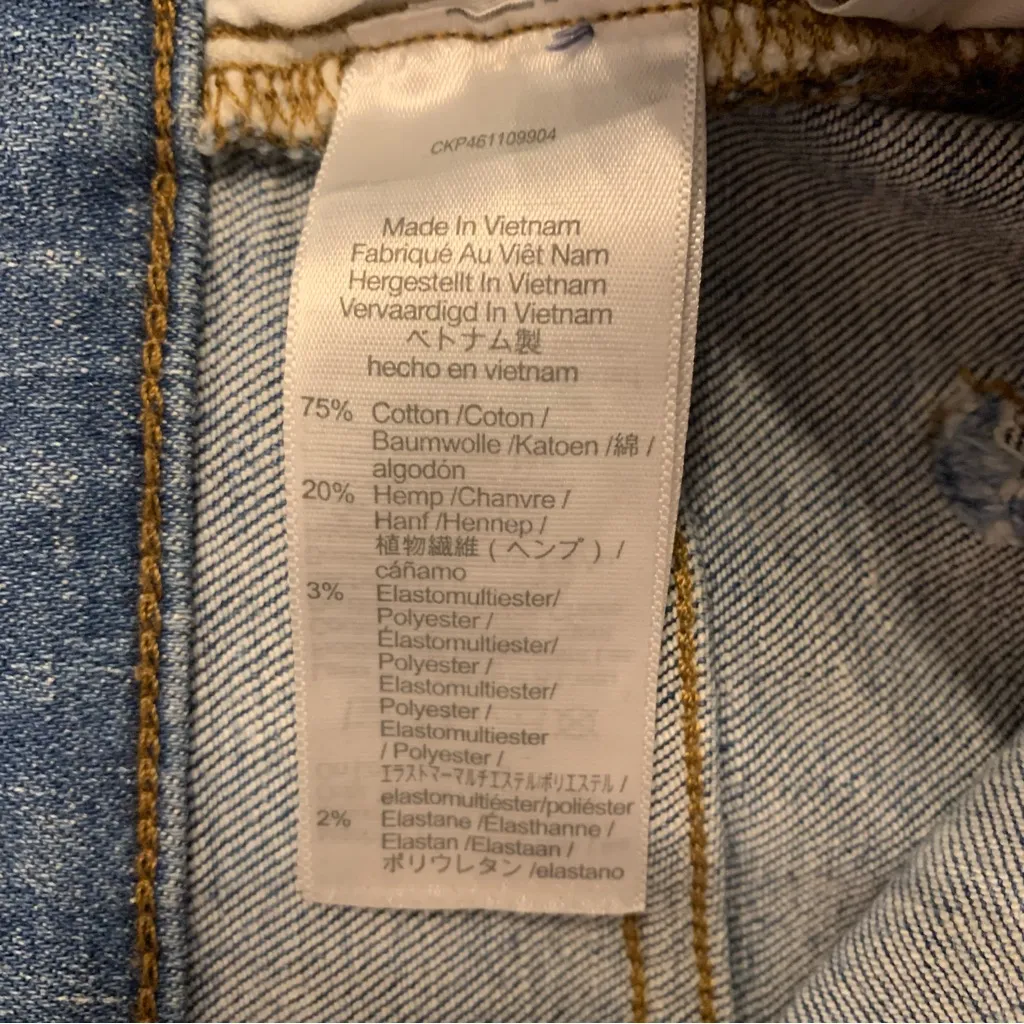 CKP461109904
Made In Vietnam
Fabriqué Au Viêt Nam
Hergestellt In Vietnam
Vervaardigd In Vietnam
ベトナム製
hecho en vietnam
75% Cotton /Coton /
Baumwolle /Katoen /綿 /
algodón
20% Hemp /Chanvre /
Hanf /Hennep /
植物繊維 ( ヘンプ ) /
cáñamo
3% Elastomultiester/
Polyester /
Élastomultiester/
Polyester /
Elastomultiester/
Polyester /
Elastomultiester
/ Polyester /
エラストマーマルチエステルポリエステル /
elastomultiéster/poliéster
2% Elastane /Élasthanne /
Elastan /Elastaan /
ポリウレタン /elastano